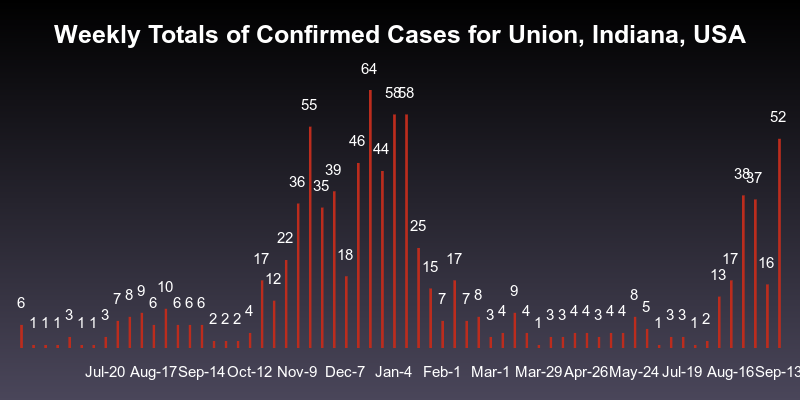 Weekly Totals of Confirmed Cases for Union, Indiana, USA
6 1 1 1 3 1 1 3 7 8 9 6 10 6 6 6 2 2 2 4 17 12 22 36 55 35 39 18 46 64 44 58 58 25 15 7 17 7 8 3 4 9 4 1 3 3 4 4 3 4 4 8 5 1 3 3 1 2 13 17 38 37 16 52
Jul-20 Aug-17 Sep-14 Oct-12 Nov-9 Dec-7 Jan-4 Feb-1 Mar-1 Mar-29 Apr-26 May-24 Jul-19 Aug-16 Sep-13